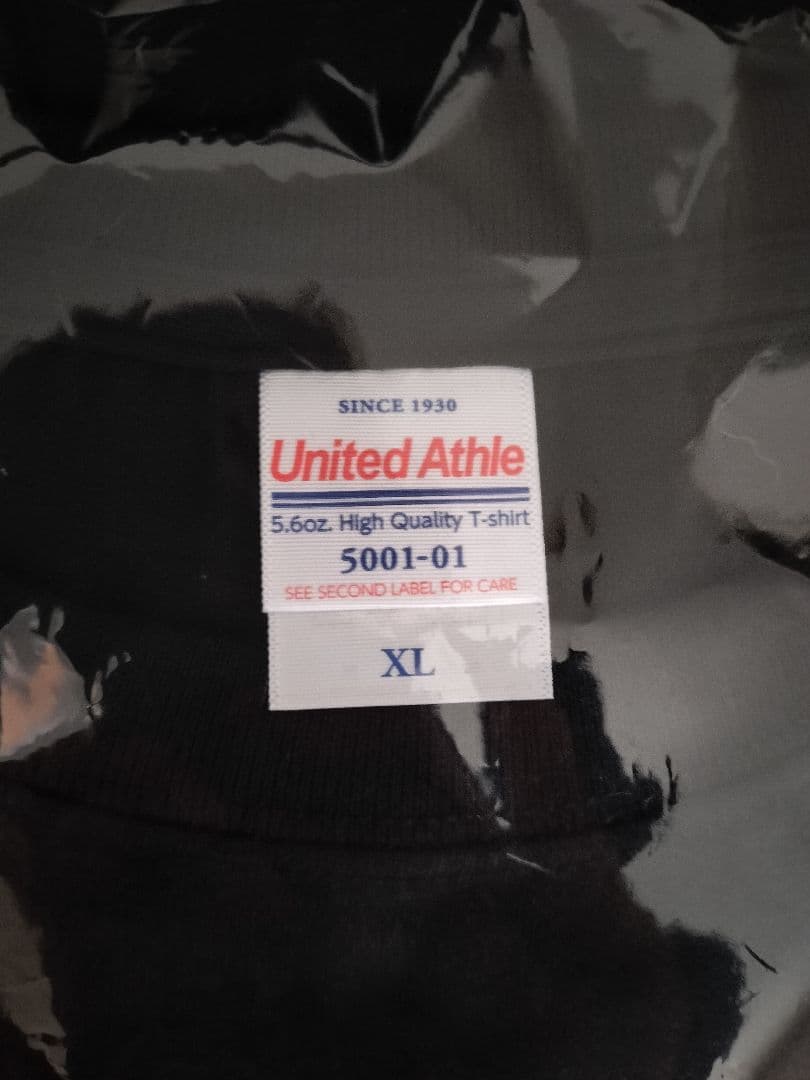 SINCE 1930
United Athle
5.6oz. High Quality T-shirt
5001-01
SEE SECOND LABEL FOR CARE
XL